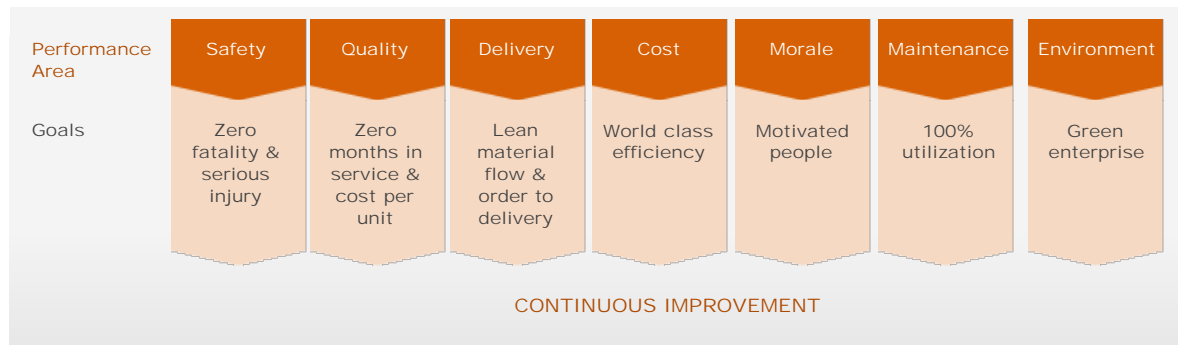 Performance
Area
Safety
Quality
Delivery
Cost
Morale
Maintenance
Environment
Goals
Zero
fatality &
serious
injury
Zero
months in
service &
cost per
unit
Lean
material
flow &
order to
delivery
World class
efficiency
Motivated
people
100%
utilization
Green
enterprise
CONTINUOUS IMPROVEMENT